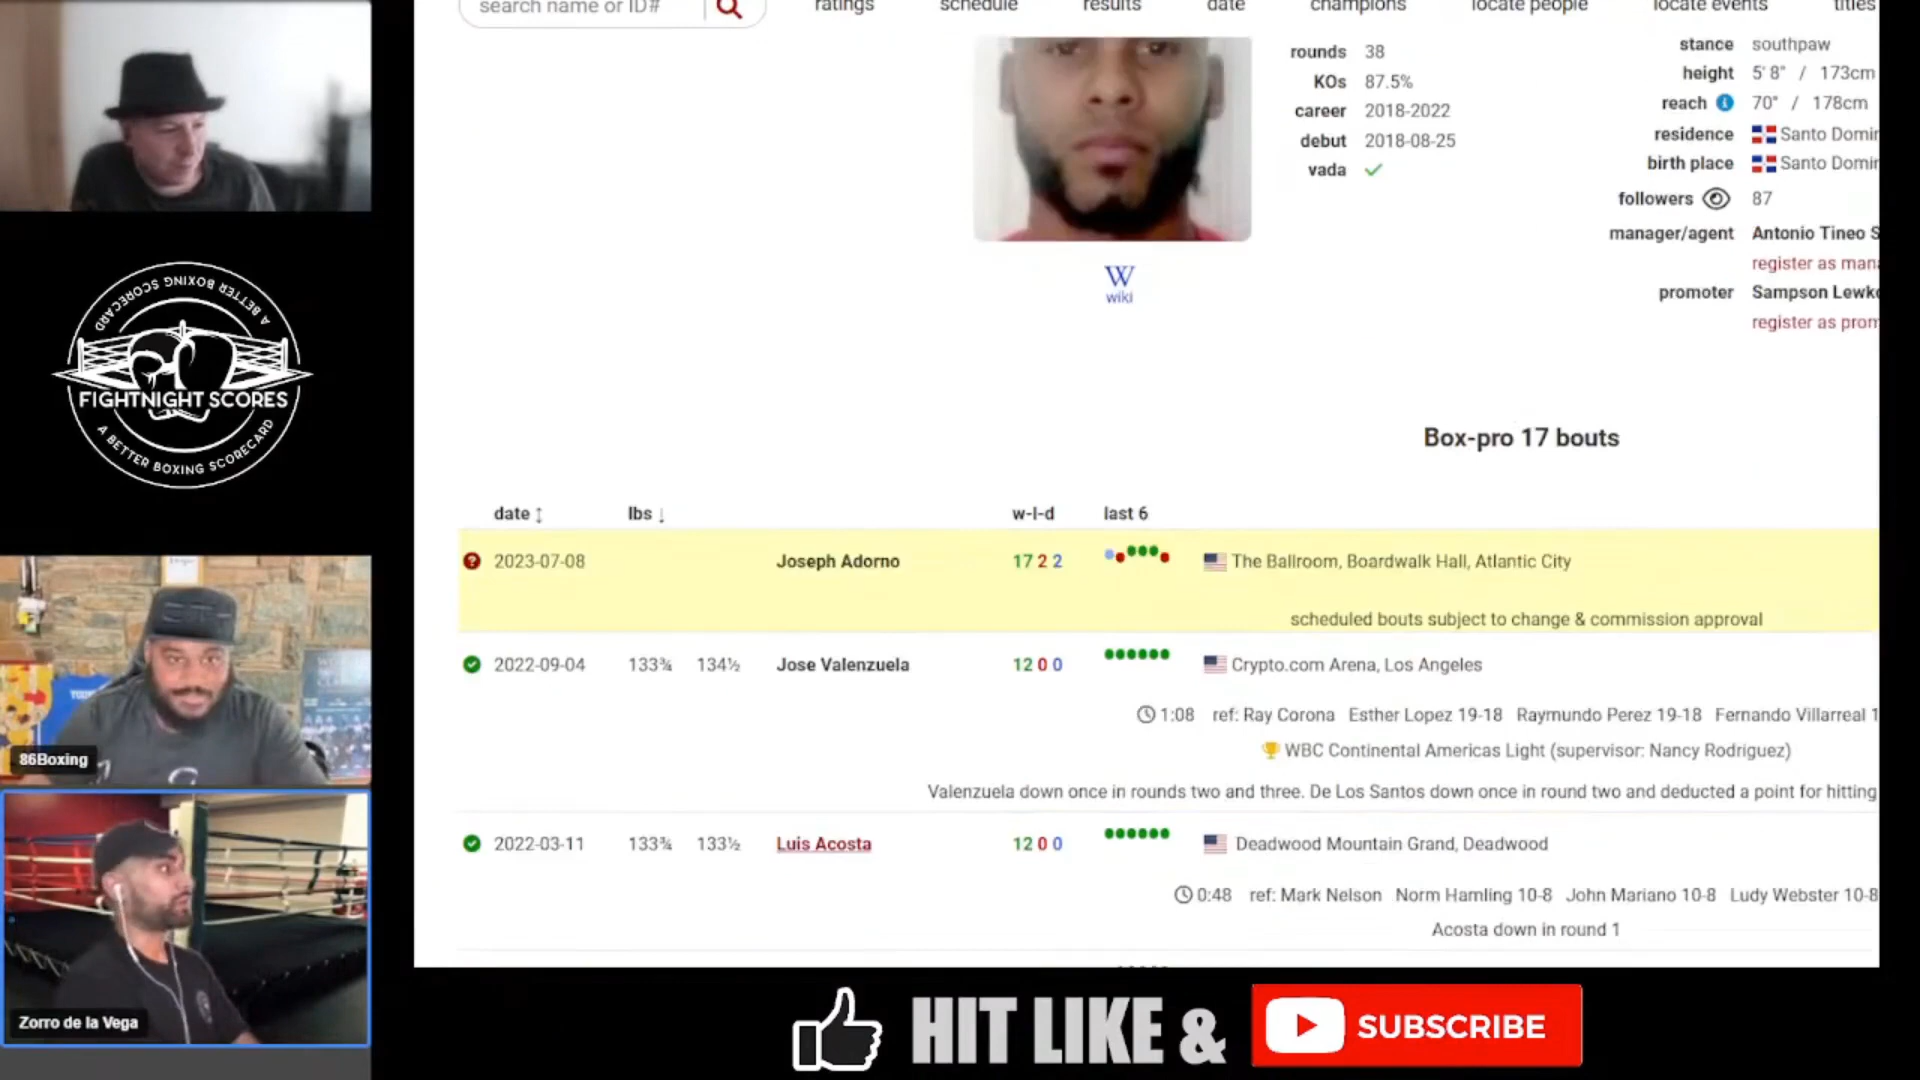 search name or ID#
ratings schedule results date champions locate people locate events titles
rounds 38
KOs 87.5%
career 2018-2022
debut 2018-08-25
vada
stance southpaw
height 5' 8" / 173cm
reach 70" / 178cm
residence Santo Domin
birth place Santo Domin
followers 87
manager/agent Antonio Tineo S
register as mana
promoter Sampson Lewko
register as prom
W
wiki
Box-pro 17 bouts
date lbs w-l-d last 6
2023-07-08 Joseph Adorno 17 2 2 The Ballroom, Boardwalk Hall, Atlantic City
scheduled bouts subject to change & commission approval
2022-09-04 133¾ 134½ Jose Valenzuela 12 0 0 Crypto.com Arena, Los Angeles
1:08 ref: Ray Corona Esther Lopez 19-18 Raymundo Perez 19-18 Fernando Villarreal 1
WBC Continental Americas Light (supervisor: Nancy Rodriguez)
Valenzuela down once in rounds two and three. De Los Santos down once in round two and deducted a point for hitting
2022-03-11 133¾ 133½ Luis Acosta 12 0 0 Deadwood Mountain Grand, Deadwood
0:48 ref: Mark Nelson Norm Hamling 10-8 John Mariano 10-8 Ludy Webster 10-8
Acosta down in round 1
A BETTER BOXING SCORECARD
FIGHTNIGHT SCORES
A BETTER BOXING SCORECARD
86Boxing
Zorro de la Vega
HIT LIKE &
SUBSCRIBE